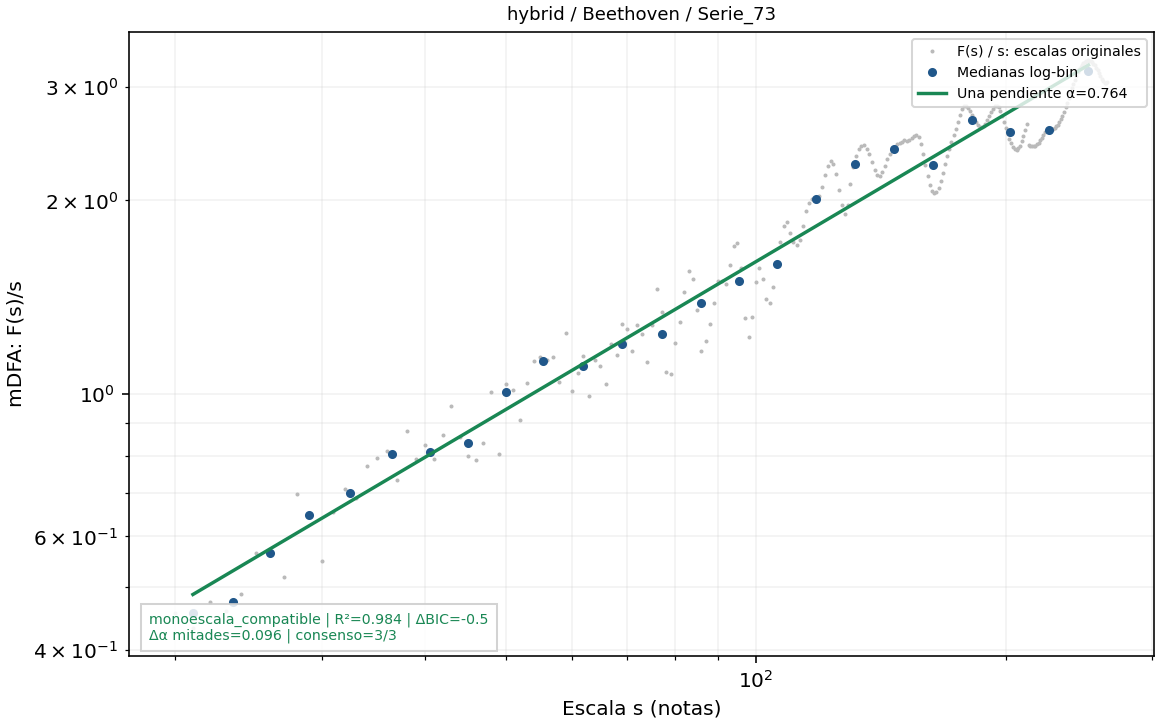 hybrid / Beethoven / Serie_73
F(s) / s: escalas originales
Medianas log-bin
Una pendiente α=0.764
3 × 10⁰
2 × 10⁰
10⁰
6 × 10⁻¹
4 × 10⁻¹
mDFA: F(s)/s
monoescala_compatible | R²=0.984 | ΔBIC=-0.5
Δα mitades=0.096 | consenso=3/3
10²
Escala s (notas)